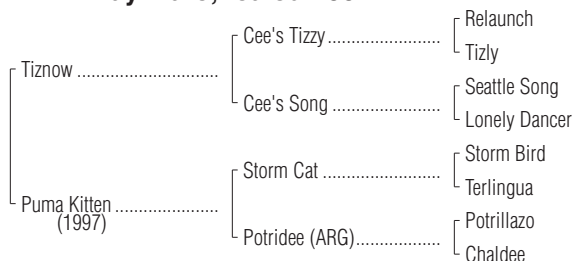 Relaunch
Cee's Tizzy
Tizly
Tiznow
Seattle Song
Cee's Song
Lonely Dancer
Storm Bird
Storm Cat
Terlingua
Puma Kitten
(1997)
Potrillazo
Potridee (ARG)
Chaldee